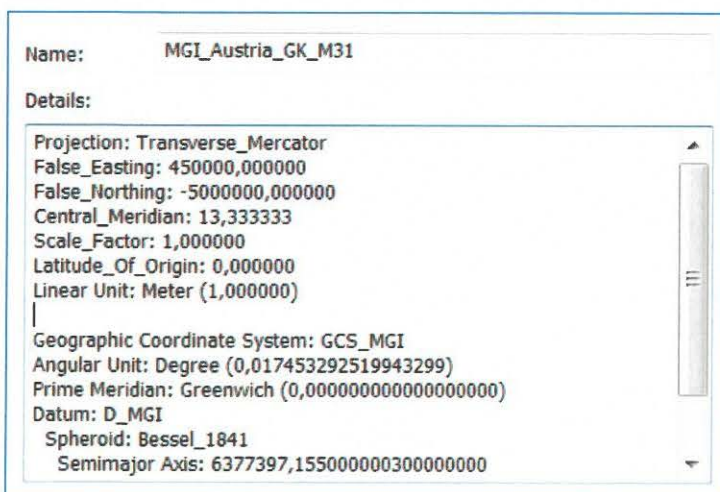 Name: MGI_Austria_GK_M31
Details:
Projection: Transverse_Mercator
False_Easting: 450000,000000
False_Northing: -5000000,000000
Central_Meridian: 13,333333
Scale_Factor: 1,000000
Latitude_Of_Origin: 0,000000
Linear Unit: Meter (1,000000)
Geographic Coordinate System: GCS_MGI
Angular Unit: Degree (0,017453292519943299)
Prime Meridian: Greenwich (0,000000000000000000)
Datum: D_MGI
Spheroid: Bessel_1841
Semimajor Axis: 6377397,155000000300000000